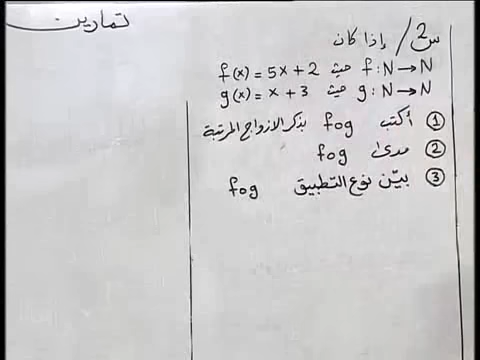 تمارين
س2/ إذا كان
f: N → N حيث f(x) = 5x + 2
g: N → N حيث g(x) = x + 3
① أكتب fog بذكر الازواج المرتبة
② مدى fog
③ بيّن نوع التطبيق fog